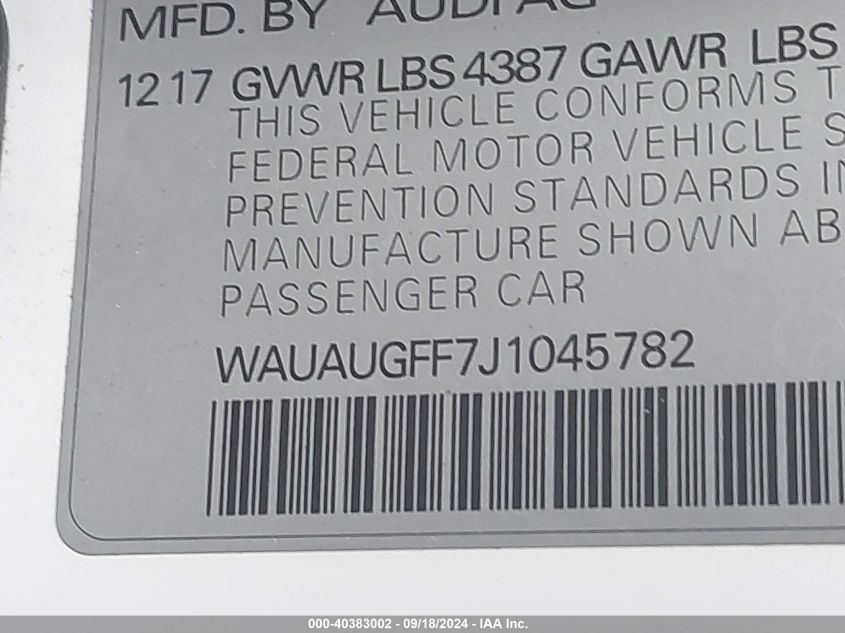 MFD. BY AUDI AG
12 17 GVWR LBS 4387 GAWR LBS
THIS VEHICLE CONFORMS T
FEDERAL MOTOR VEHICLE S
PREVENTION STANDARDS IN
MANUFACTURE SHOWN AB
PASSENGER CAR
WAUAUGFF7J1045782
000-40383002 - 09/18/2024 - IAA Inc.